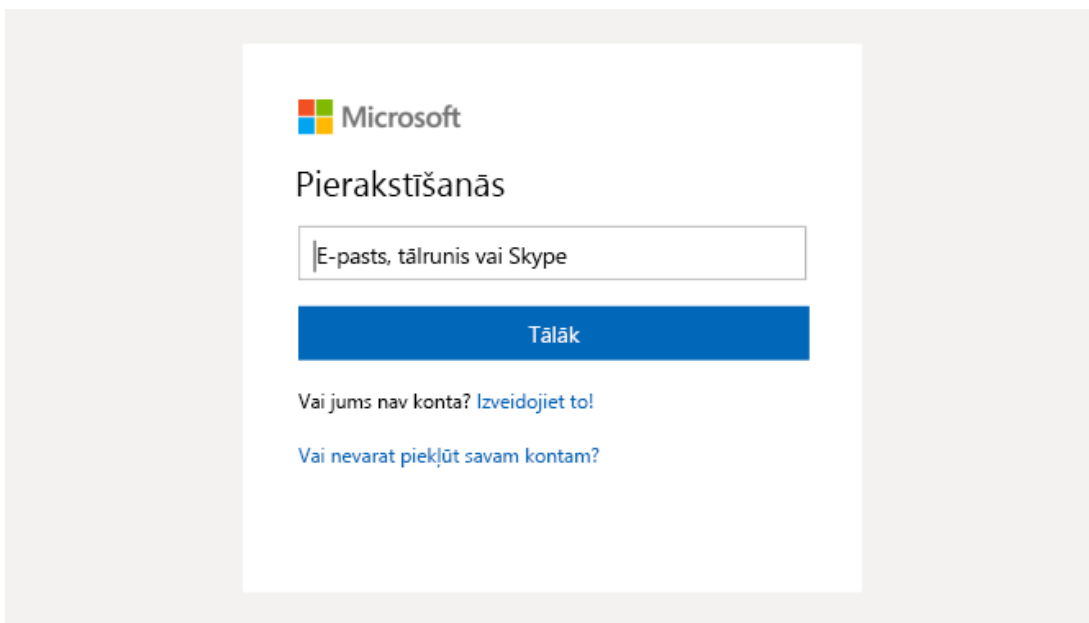 Microsoft
Pierakstīšanās
E-pasts, tālrunis vai Skype
Tālāk
Vai jums nav konta? Izveidojiet to!
Vai nevarat piekļūt savam kontam?